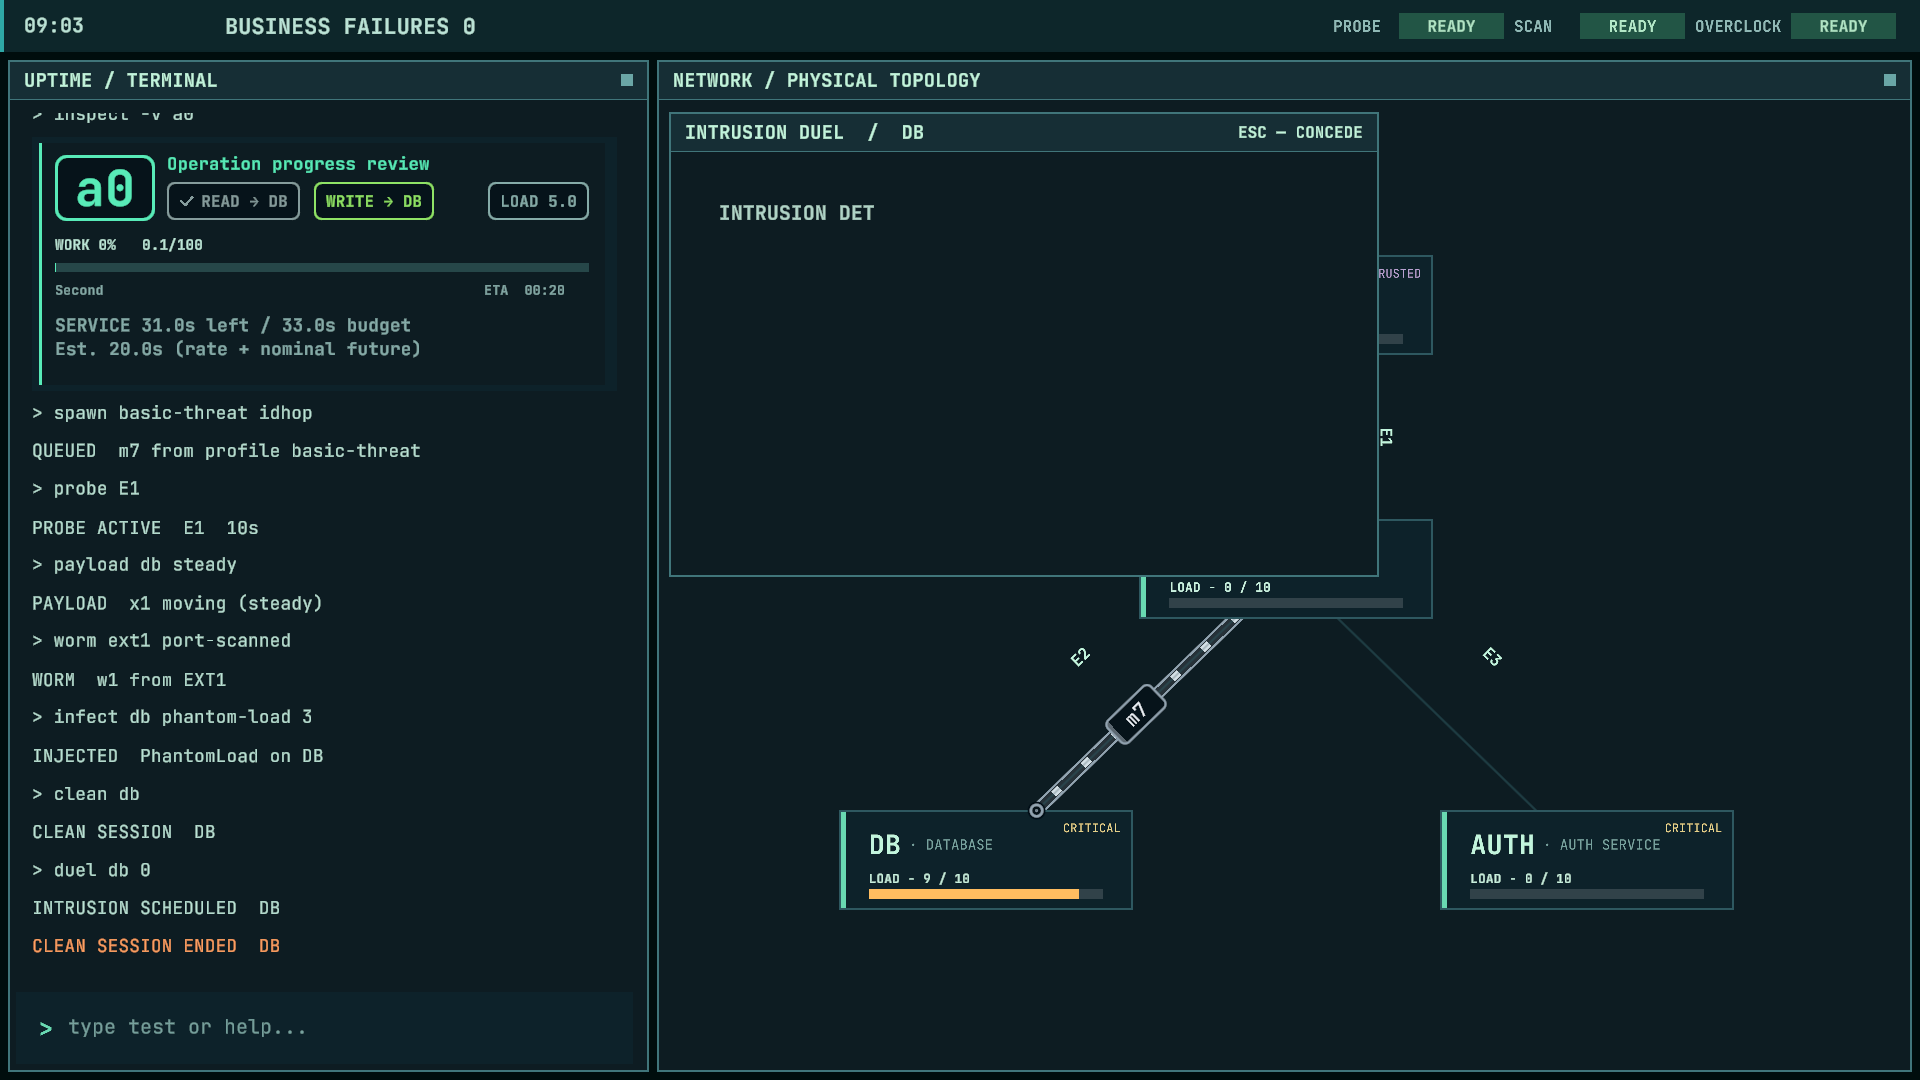 09:03
BUSINESS FAILURES 0
PROBE READY SCAN READY OVERCLOCK READY
UPTIME / TERMINAL
> inspect -v a0
a0
Operation progress review
READ → DB
WRITE → DB
LOAD 5.0
WORK 0% 0.1/100
Second
ETA 00:20
SERVICE 31.0s left / 33.0s budget
Est. 20.0s (rate + nominal future)
> spawn basic-threat idhop
QUEUED m7 from profile basic-threat
> probe E1
PROBE ACTIVE E1 10s
> payload db steady
PAYLOAD x1 moving (steady)
> worm ext1 port-scanned
WORM w1 from EXT1
> infect db phantom-load 3
INJECTED PhantomLoad on DB
> clean db
CLEAN SESSION DB
> duel db 0
INTRUSION SCHEDULED DB
CLEAN SESSION ENDED DB
> type test or help...
NETWORK / PHYSICAL TOPOLOGY
INTRUSION DUEL / DB
ESC — CONCEDE
INTRUSION DET
RUSTED
E1
LOAD - 0 / 10
E2
E3
m7
CRITICAL
DB · DATABASE
LOAD - 9 / 10
CRITICAL
AUTH · AUTH SERVICE
LOAD - 0 / 10